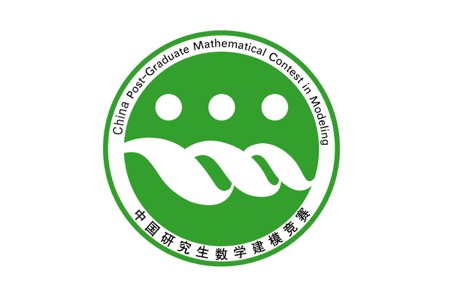 China Post-Graduate Mathematical Contest in Modeling
中国研究生数学建模竞赛